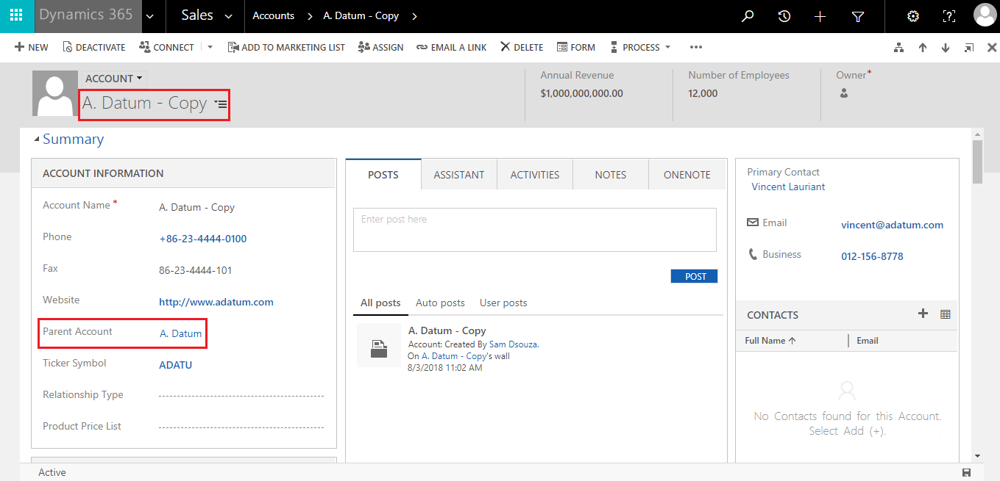 Dynamics 365 Sales Accounts A. Datum - Copy
NEW DEACTIVATE CONNECT ADD TO MARKETING LIST ASSIGN EMAIL A LINK DELETE FORM PROCESS
ACCOUNT
A. Datum - Copy
Annual Revenue
$1,000,000,000.00
Number of Employees
12,000
Owner*
Summary
ACCOUNT INFORMATION
Account Name * A. Datum - Copy
Phone +86-23-4444-0100
Fax 86-23-4444-101
Website http://www.adatum.com
Parent Account A. Datum
Ticker Symbol ADATU
Relationship Type
Product Price List
POSTS ASSISTANT ACTIVITIES NOTES ONENOTE
Enter post here
POST
All posts Auto posts User posts
A. Datum - Copy
Account: Created By Sam Dsouza.
On A. Datum - Copy's wall
8/3/2018 11:02 AM
Primary Contact
Vincent Lauriant
Email vincent@adatum.com
Business 012-156-8778
CONTACTS
Full Name Email
No Contacts found for this Account.
Select Add (+).
Active